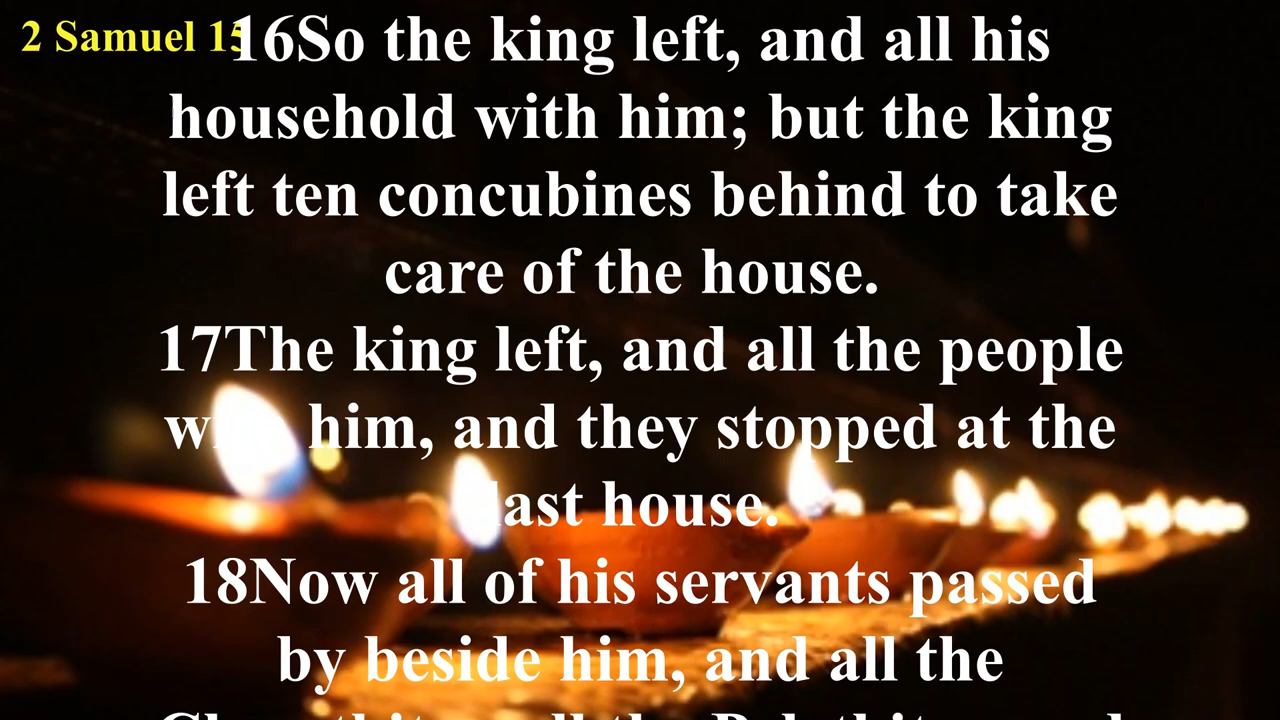 2 Samuel 15
16So the king left, and all his
household with him; but the king
left ten concubines behind to take
care of the house.
17The king left, and all the people
with him, and they stopped at the
last house.
18Now all of his servants passed
by beside him, and all the